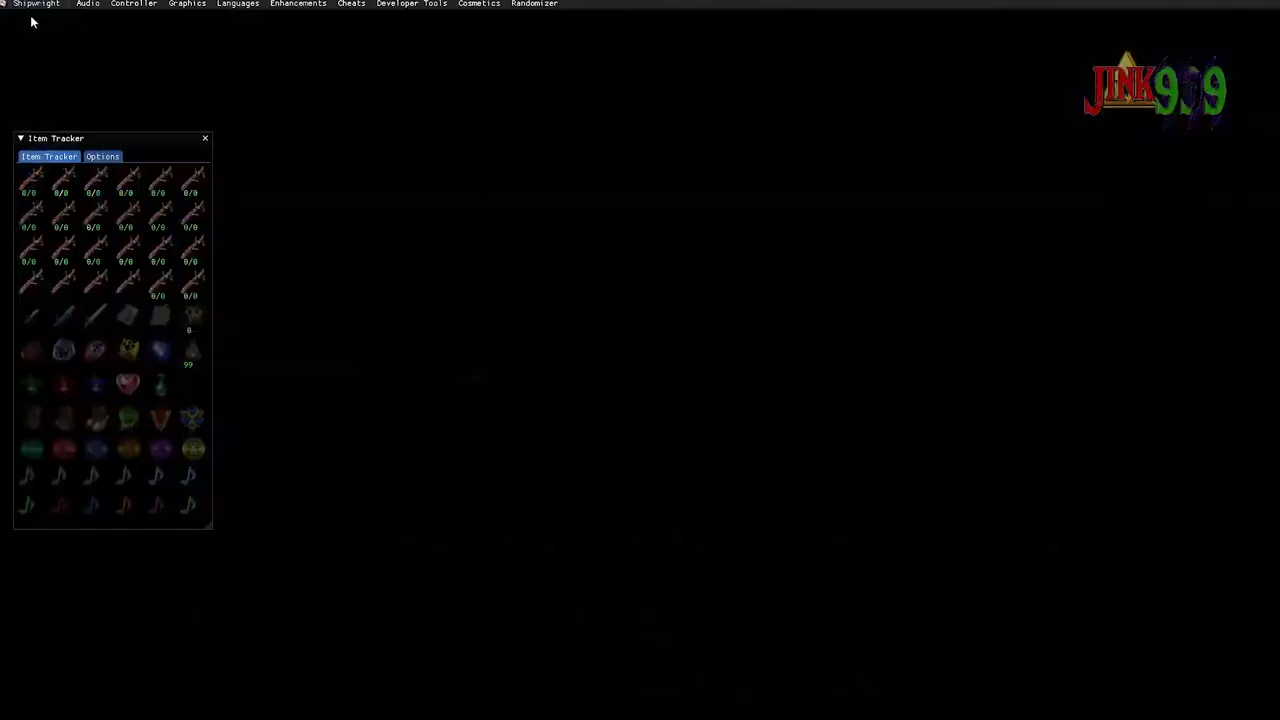 Shipwright Audio Controller Graphics Languages Enhancements Cheats Developer Tools Cosmetics Randomizer
JINK999
Item Tracker
Item Tracker Options
0/0 0/0 0/0 0/0 0/0 0/0
0/0 0/0 0/0 0/0 0/0 0/0
0/0 0/0 0/0 0/0 0/0 0/0
0/0 0/0
0
99